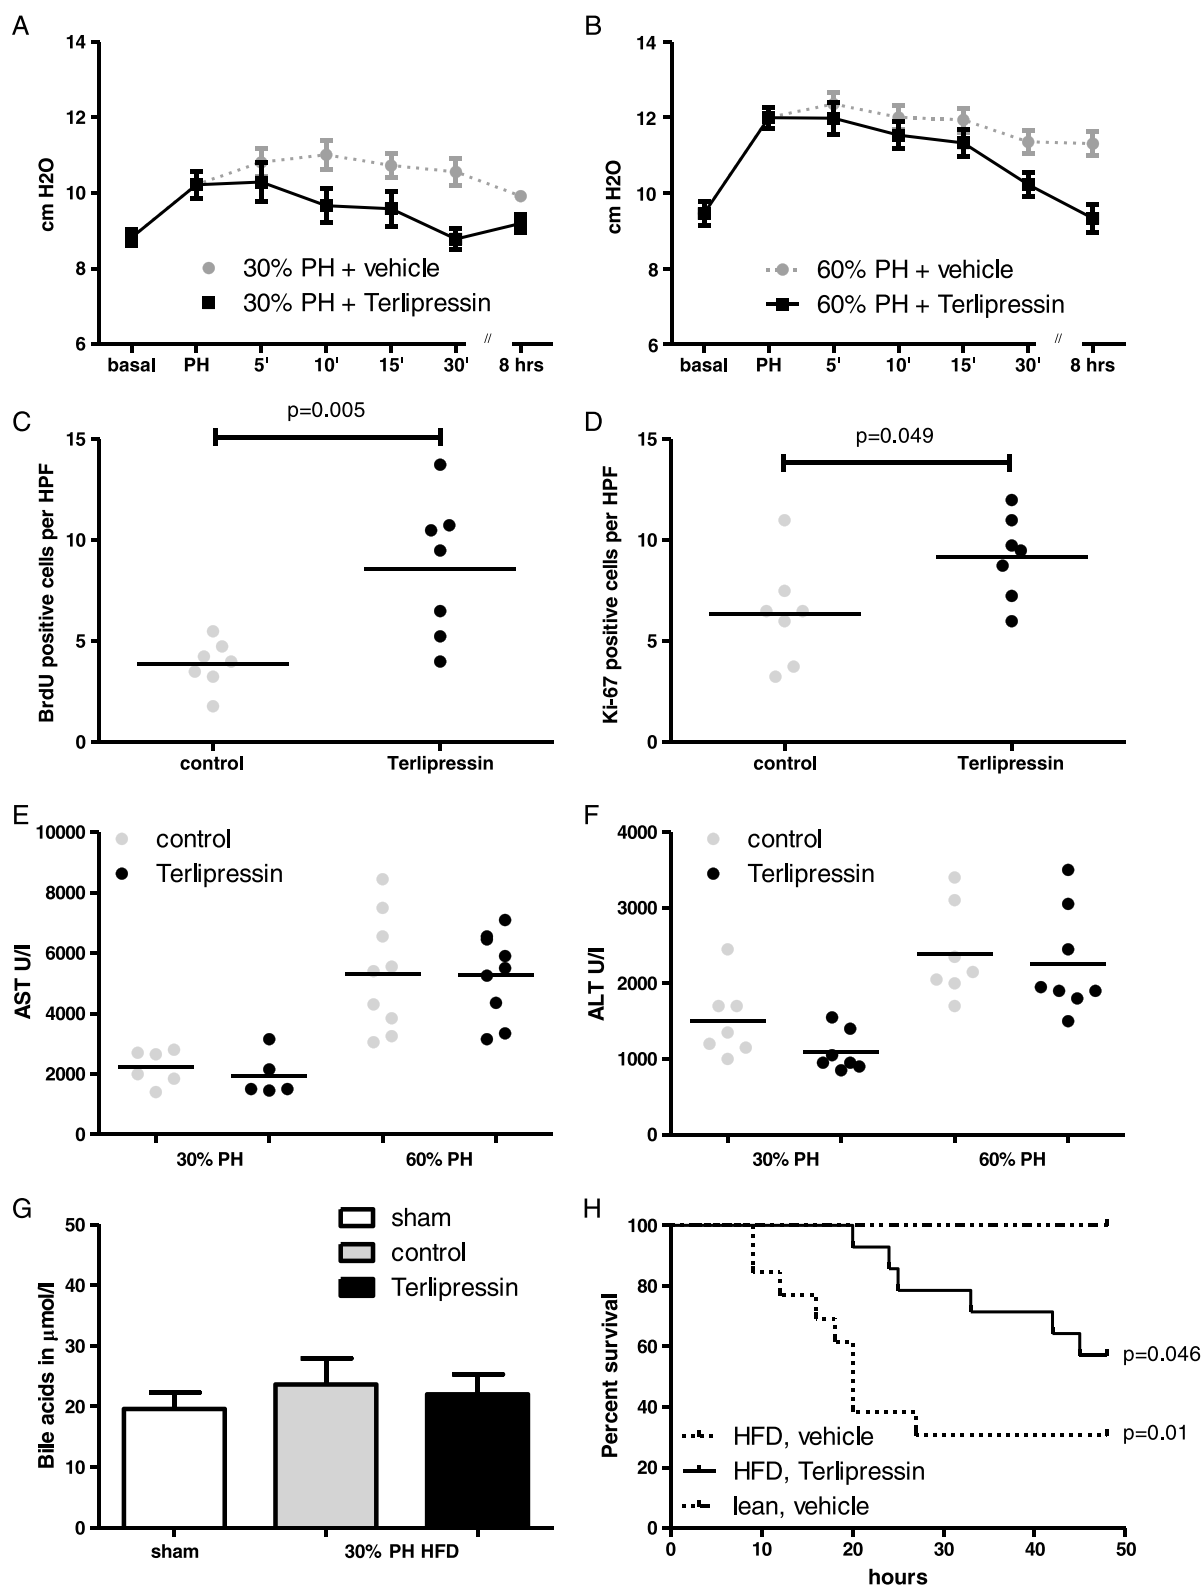 A
14
12
10
8
6
cm H2O
30% PH + vehicle
30% PH + Terlipressin
basal PH 5' 10' 15' 30' // 8 hrs
B
14
12
10
8
6
cm H2O
60% PH + vehicle
60% PH + Terlipressin
basal PH 5' 10' 15' 30' // 8 hrs
C
p=0.005
15
10
5
0
BrdU positive cells per HPF
control Terlipressin
D
p=0.049
15
10
5
0
Ki-67 positive cells per HPF
control Terlipressin
E
10000
8000
6000
4000
2000
0
AST U/l
control
Terlipressin
30% PH 60% PH
F
4000
3000
2000
1000
0
ALT U/l
control
Terlipressin
30% PH 60% PH
G
50
40
30
20
10
0
Bile acids in μmol/l
sham
control
Terlipressin
sham 30% PH HFD
H
100
80
60
40
20
0
Percent survival
p=0.046
p=0.01
HFD, vehicle
HFD, Terlipressin
lean, vehicle
0 10 20 30 40 50
hours